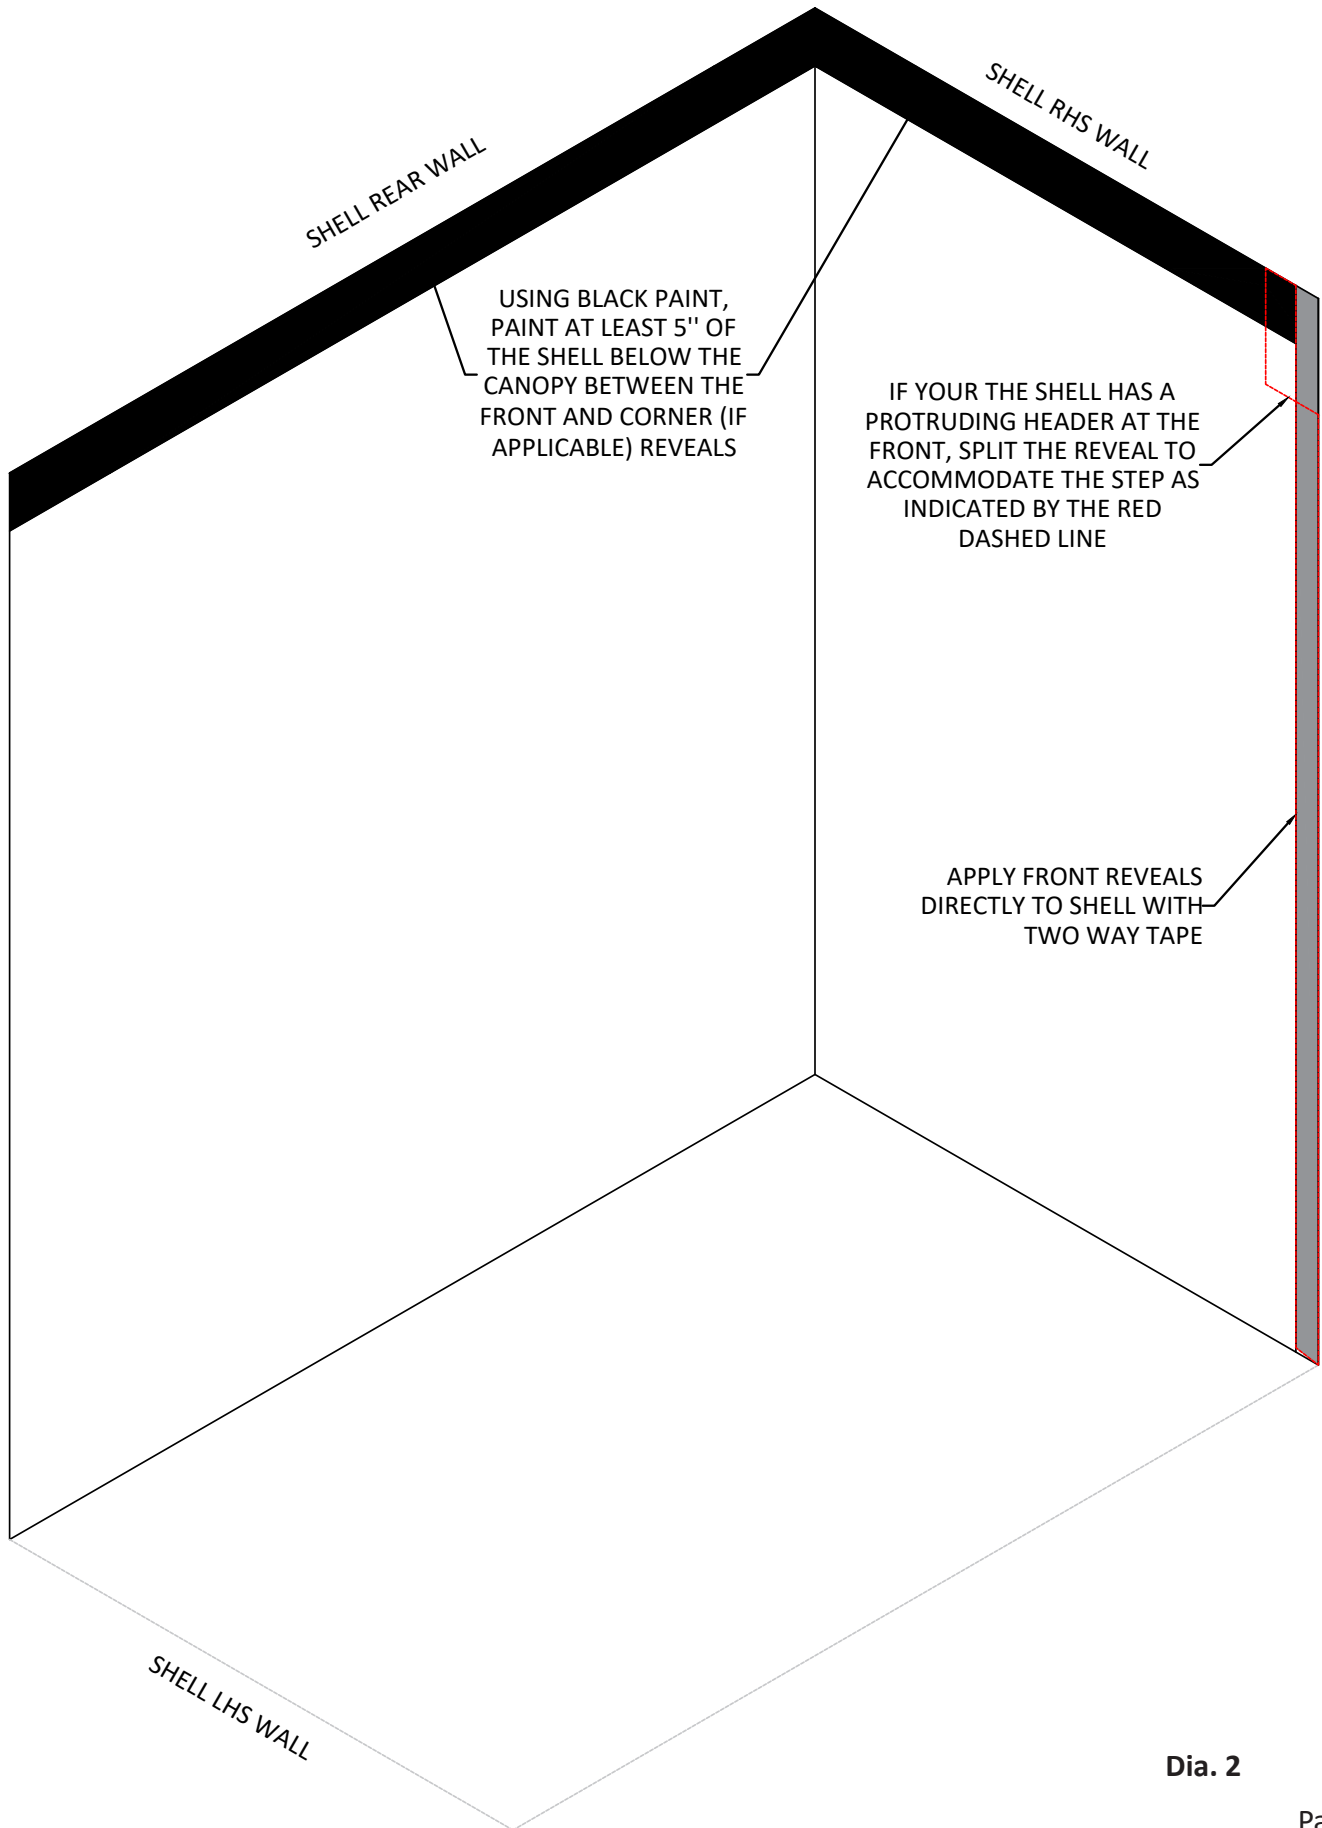 SHELL RHS WALL
SHELL REAR WALL
USING BLACK PAINT,
PAINT AT LEAST 5'' OF
THE SHELL BELOW THE
CANOPY BETWEEN THE
FRONT AND CORNER (IF
APPLICABLE) REVEALS
IF YOUR THE SHELL HAS A
PROTRUDING HEADER AT THE
FRONT, SPLIT THE REVEAL TO
ACCOMMODATE THE STEP AS
INDICATED BY THE RED
DASHED LINE
APPLY FRONT REVEALS
DIRECTLY TO SHELL WITH
TWO WAY TAPE
SHELL LHS WALL
Dia. 2
Pa